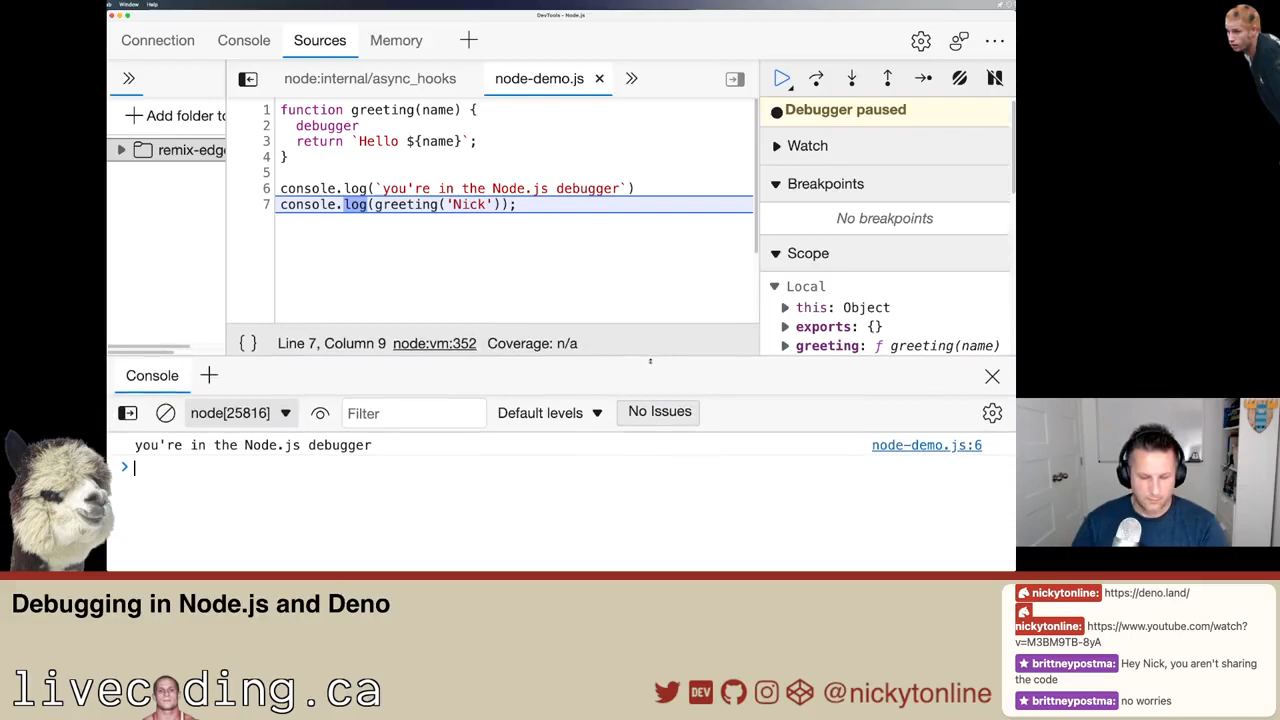 Window Help
DevTools - Node.js
Connection Console Sources Memory
node:internal/async_hooks node-demo.js
Add folder to
remix-edge
1 function greeting(name) {
2 debugger
3 return `Hello ${name}`;
4 }
5
6 console.log(`you're in the Node.js debugger`)
7 console.log(greeting('Nick'));
{ } Line 7, Column 9 node:vm:352 Coverage: n/a
Debugger paused
Watch
Breakpoints
No breakpoints
Scope
Local
this: Object
exports: {}
greeting: ƒ greeting(name)
Console
node[25816] Filter Default levels No Issues
you're in the Node.js debugger node-demo.js:6
Debugging in Node.js and Deno
livecoding.ca
DEV @nickytonline
nickytonline: https://deno.land/
nickytonline: https://www.youtube.com/watch?
v=M3BM9TB-8yA
brittneypostma: Hey Nick, you aren't sharing
the code
brittneypostma: no worries